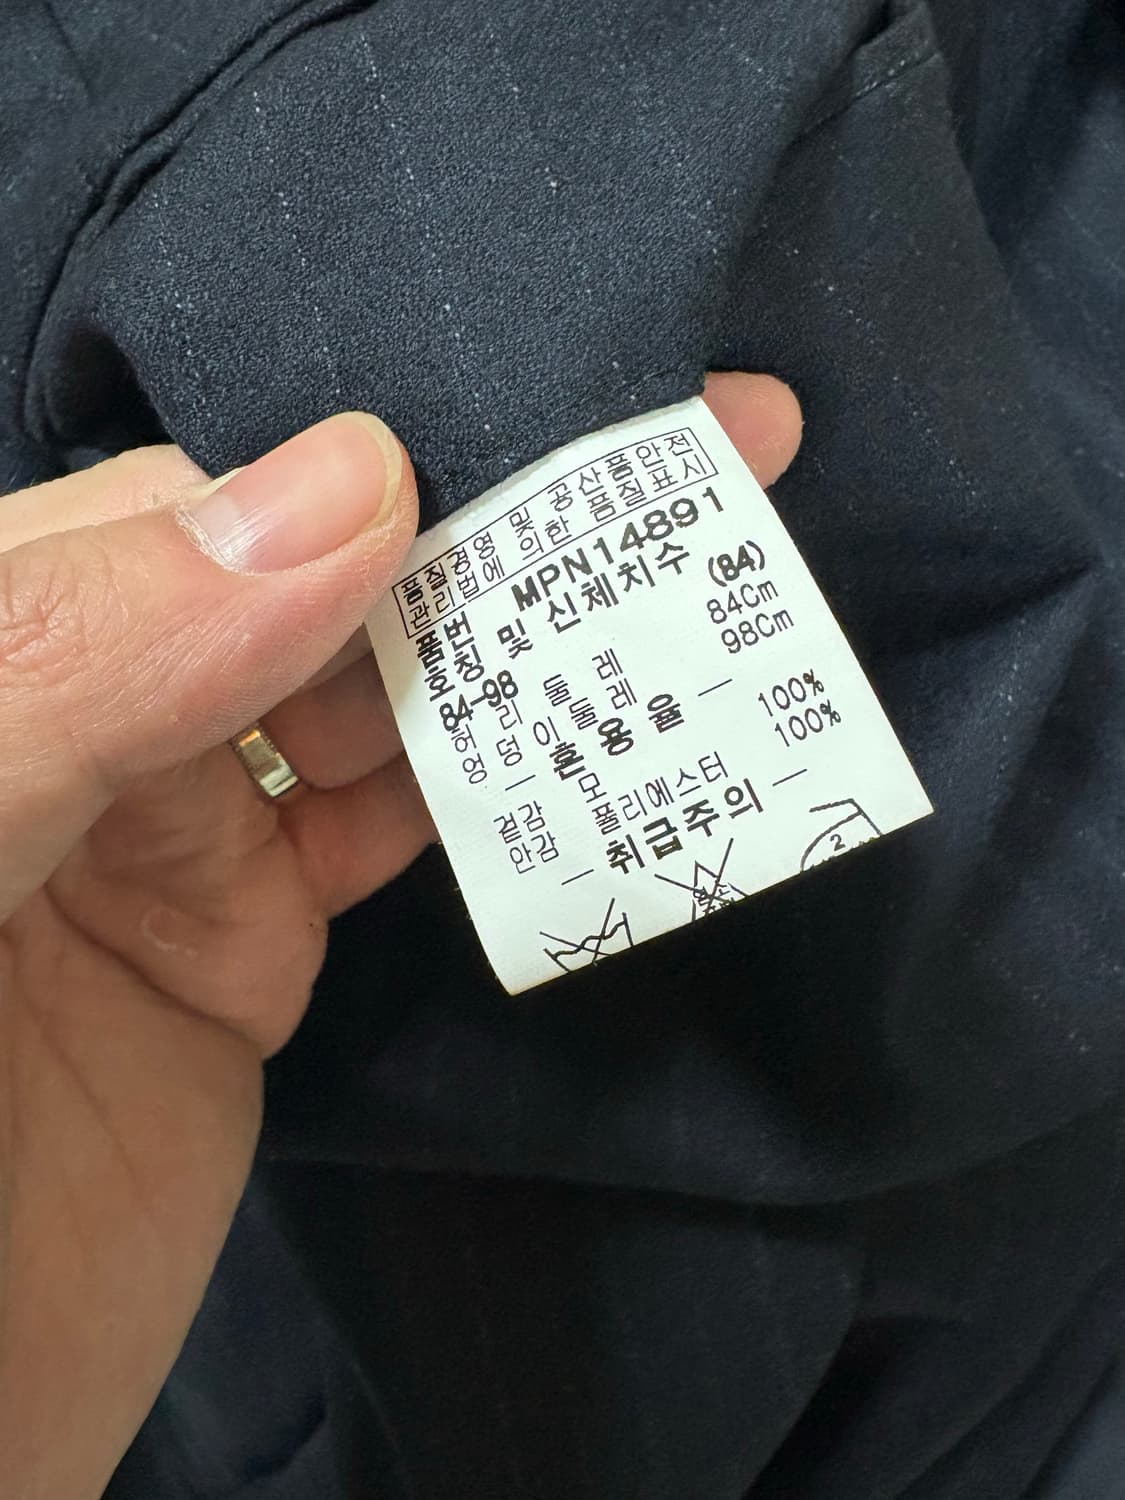 품질경영 및 공산품안전
관리법에 의한 품질표시
품번 MPN14891
호칭 및 신체치수
84-98 (84)
허리둘레 84Cm
엉덩이둘레 98Cm
— 혼용율 —
겉감 모 100%
안감 폴리에스터 100%
— 취급주의 —
2